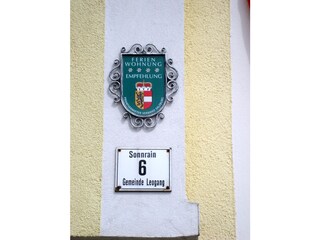 FERIEN
WOHNUNG
EMPFEHLUNG
Sonnrain
6
Gemeinde Leogang